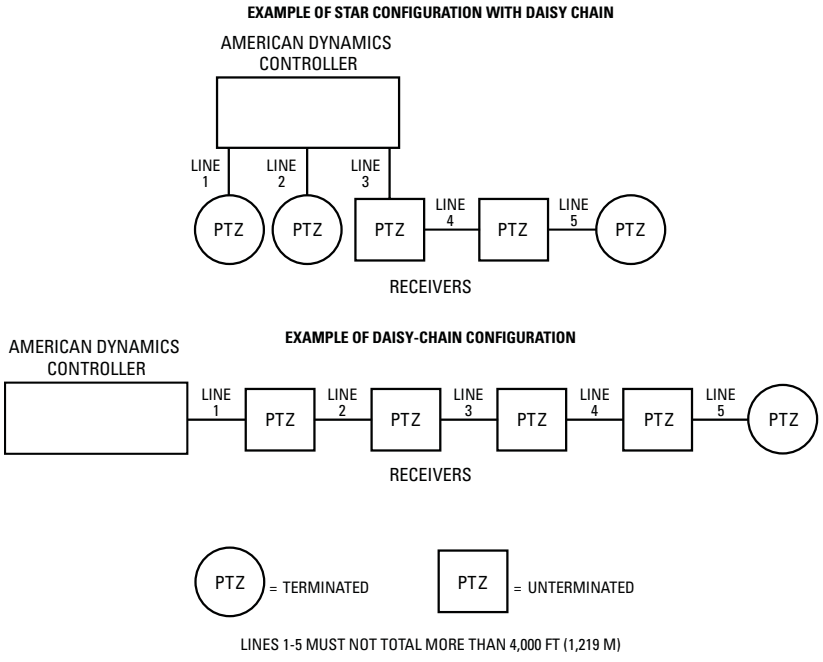 EXAMPLE OF STAR CONFIGURATION WITH DAISY CHAIN
AMERICAN DYNAMICS
CONTROLLER
LINE
1
LINE
2
LINE
3
LINE
4
LINE
5
PTZ
PTZ
PTZ
PTZ
PTZ
RECEIVERS
EXAMPLE OF DAISY-CHAIN CONFIGURATION
AMERICAN DYNAMICS
CONTROLLER
LINE
1
LINE
2
LINE
3
LINE
4
LINE
5
PTZ
PTZ
PTZ
PTZ
PTZ
RECEIVERS
PTZ = TERMINATED
PTZ = UNTERMINATED
LINES 1-5 MUST NOT TOTAL MORE THAN 4,000 FT (1,219 M)